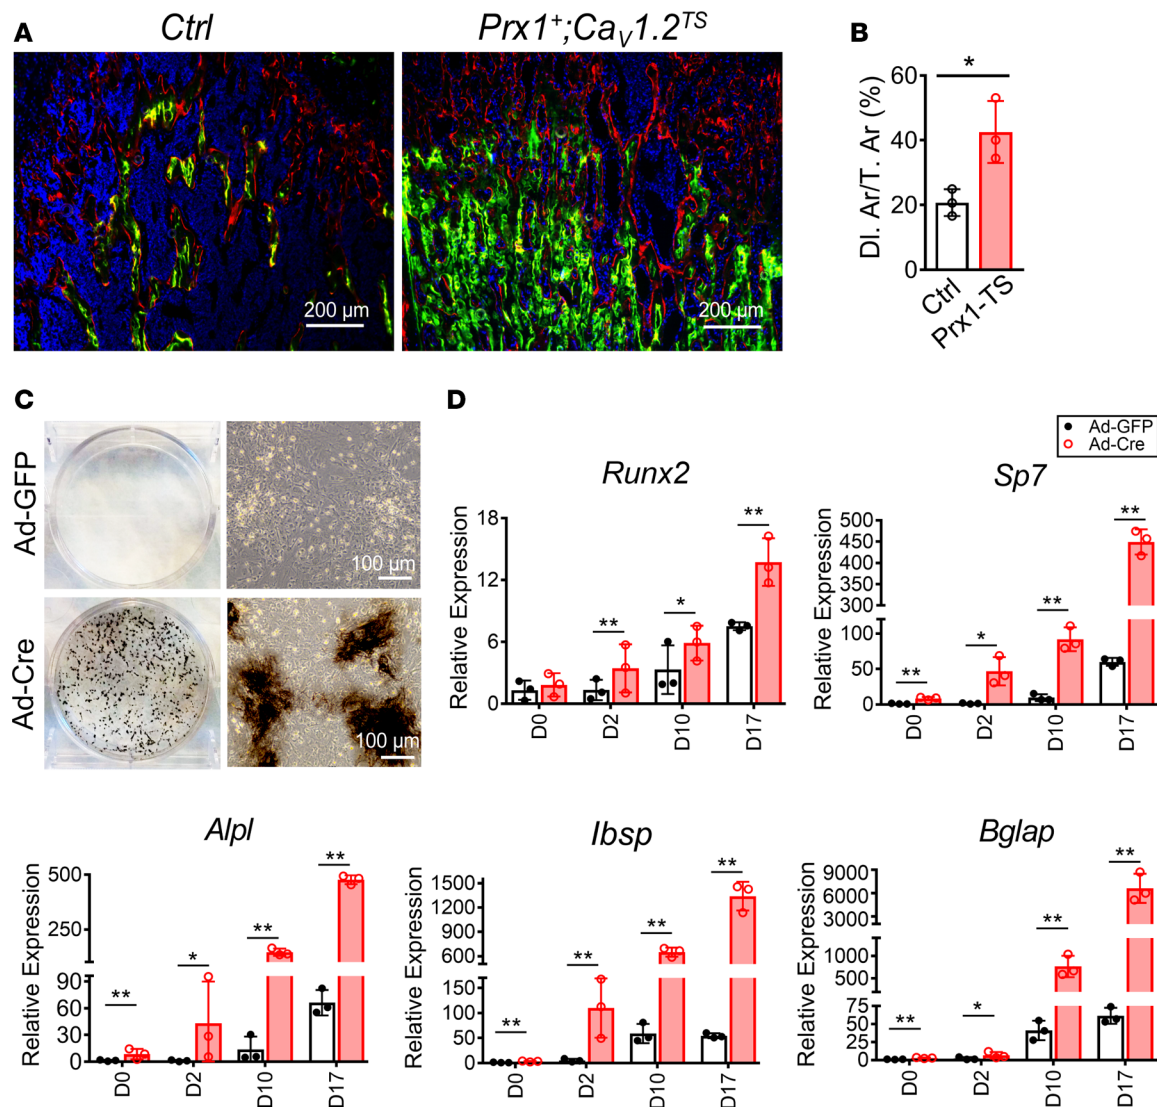 A
Ctrl
Prx1+;CaV1.2TS
200 µm
200 µm
B
*
Dl. Ar/T. Ar (%)
60
40
20
0
Ctrl
Prx1-TS
C
Ad-GFP
100 µm
Ad-Cre
100 µm
D
Ad-GFP
Ad-Cre
Runx2
Relative Expression
18
12
6
0
**
*
**
D0
D2
D10
D17
Sp7
Relative Expression
500
450
400
350
300
100
50
0
**
*
**
**
D0
D2
D10
D17
Alpl
Relative Expression
500
250
90
60
30
0
**
*
**
**
D0
D2
D10
D17
Ibsp
Relative Expression
1500
1200
900
600
150
100
50
0
**
**
**
**
D0
D2
D10
D17
Bglap
Relative Expression
9000
6000
3000
1000
500
75
50
25
0
**
*
**
**
D0
D2
D10
D17